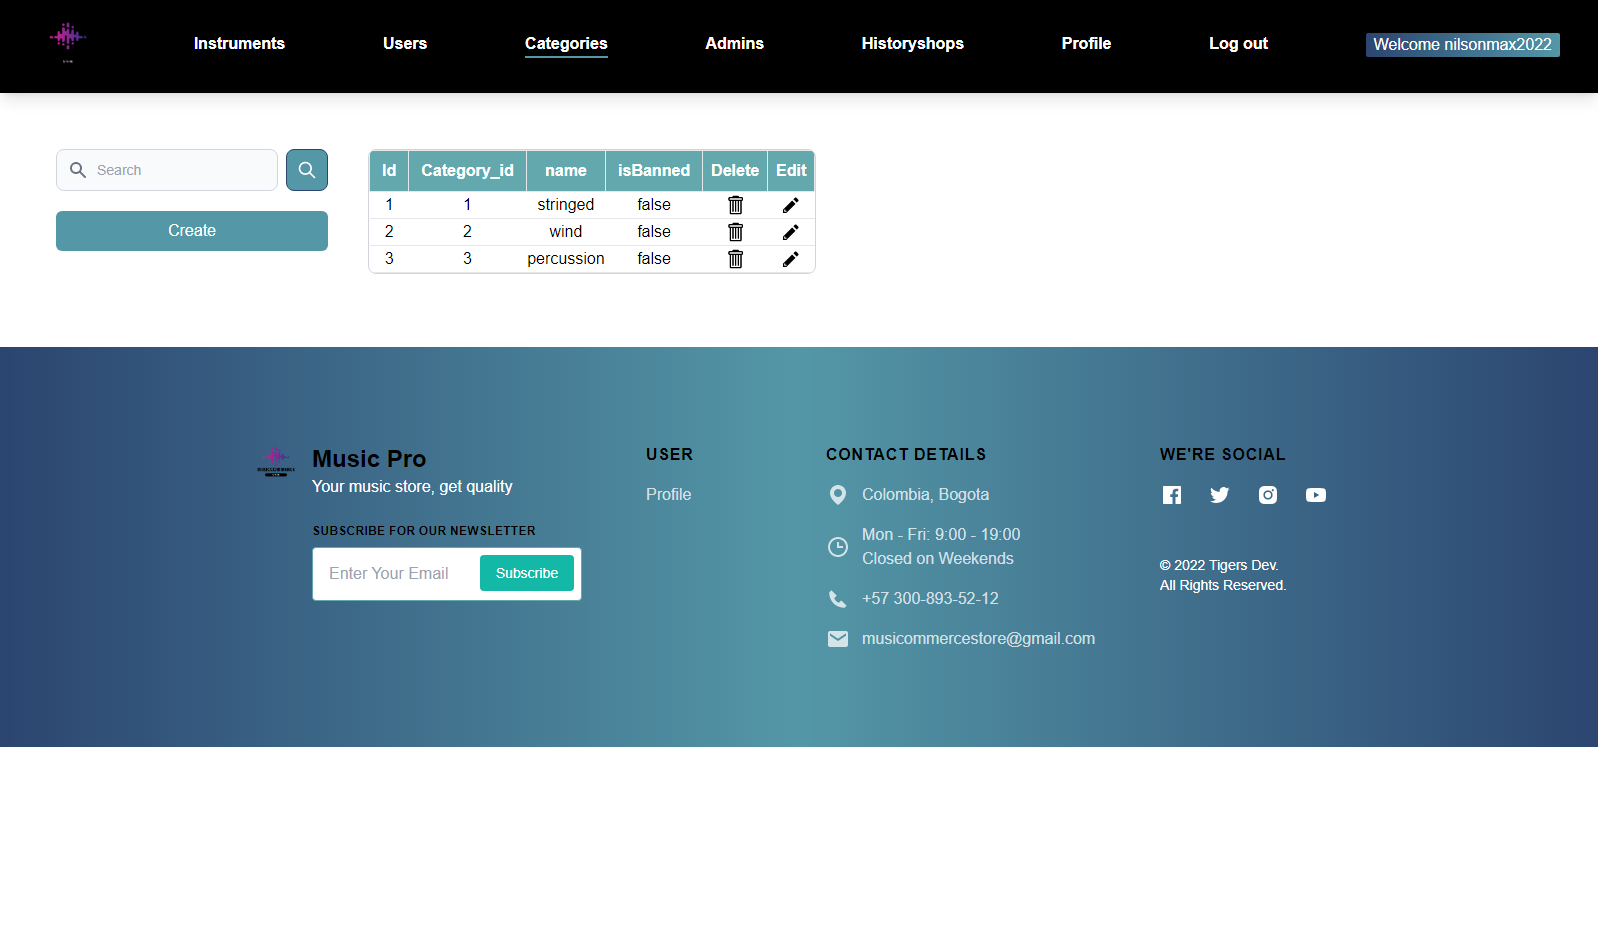 Instruments Users Categories Admins Historyshops Profile Log out Welcome nilsonmax2022
Search
Create
Id Category_id name isBanned Delete Edit
1 1 stringed false
2 2 wind false
3 3 percussion false
Music Pro
Your music store, get quality
SUBSCRIBE FOR OUR NEWSLETTER
Enter Your Email Subscribe
USER
Profile
CONTACT DETAILS
Colombia, Bogota
Mon - Fri: 9:00 - 19:00
Closed on Weekends
+57 300-893-52-12
musicommercestore@gmail.com
WE'RE SOCIAL
© 2022 Tigers Dev.
All Rights Reserved.